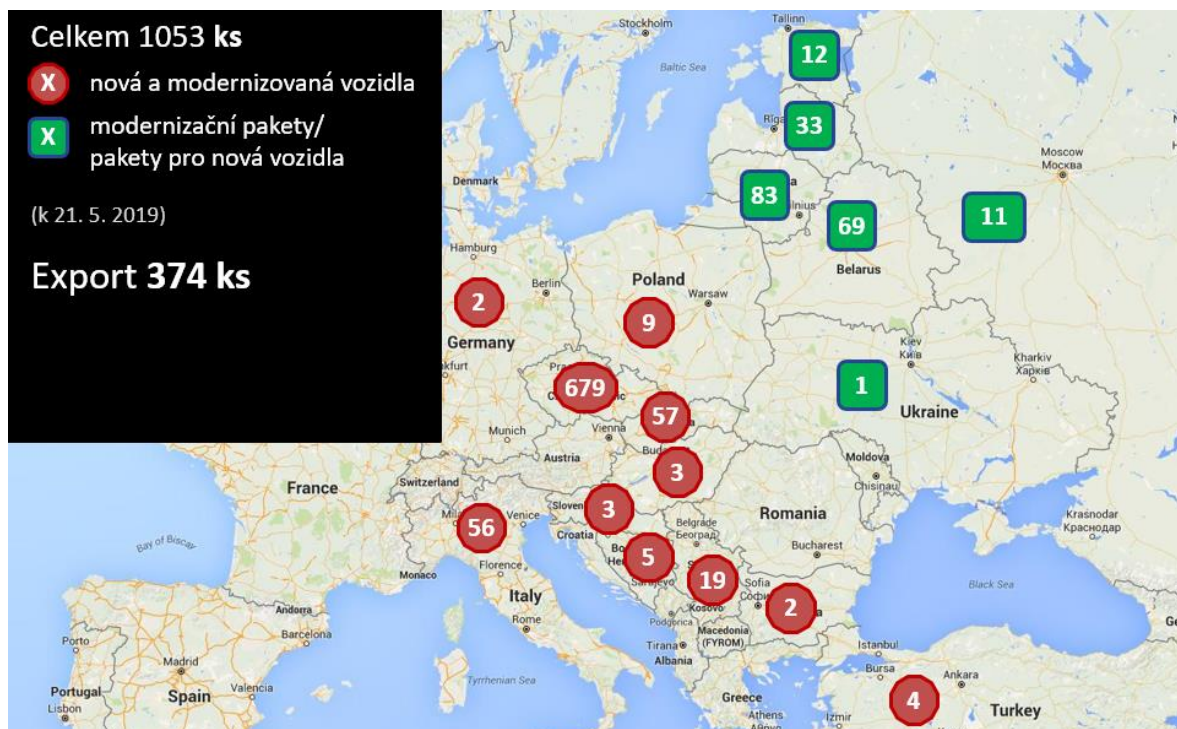 Celkem 1053 ks
X nová a modernizovaná vozidla
X modernizační pakety/
pakety pro nová vozidla
(k 21. 5. 2019)
Export 374 ks
Stockholm
Tallinn
12
Baltic Sea
33
Moscow
Москва
Denmark
83
69
11
Belarus
Hamburg
Berlin
Poland
Warsaw
2
9
Germany
Kiev
Київ
Kharkiv
Харків
679
1
Ukraine
57
Munich
Vienna
Austria
Moldova
Chisinau
3
Switzerland
France
Romania
3
Venice
Belgrade
Београд
Croatia
56
Krasnodar
Краснодар
Bay of Biscay
5
Bucharest
Florence
19
Sofia
2
Black Sea
Monaco
Italy
Kosovo
Andorra
Podgorica
Rome
Macedonia
(FYROM)
Porto
Barcelona
Tirana
Albania
Istanbul
Madrid
Bursa
Ankara
Tyrrhenian Sea
Portugal
Spain
Valencia
Greece
4
Turkey
Lisbon
Athens
Αθήνα
Izmir